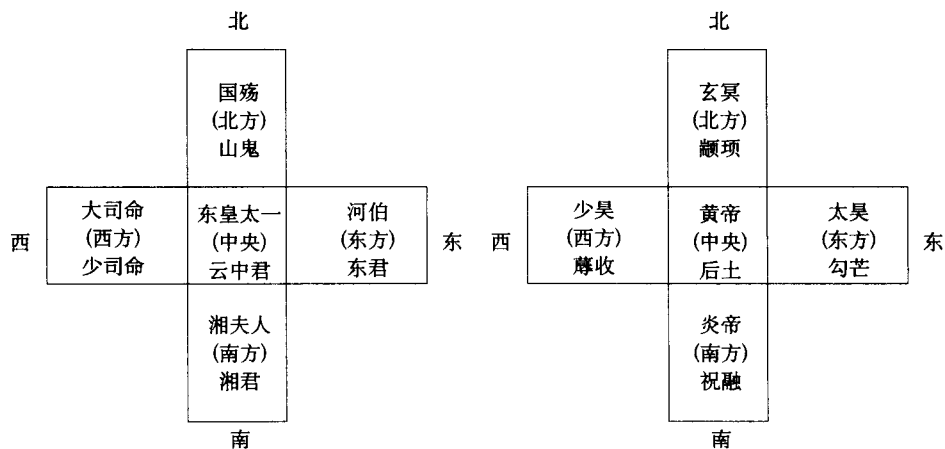 北
国殇
(北方)
山鬼
西
大司命
(西方)
少司命
东皇太一
(中央)
云中君
河伯
(东方)
东君
东
湘夫人
(南方)
湘君
南
北
玄冥
(北方)
颛顼
西
少昊
(西方)
蓐收
黄帝
(中央)
后土
太昊
(东方)
勾芒
东
炎帝
(南方)
祝融
南